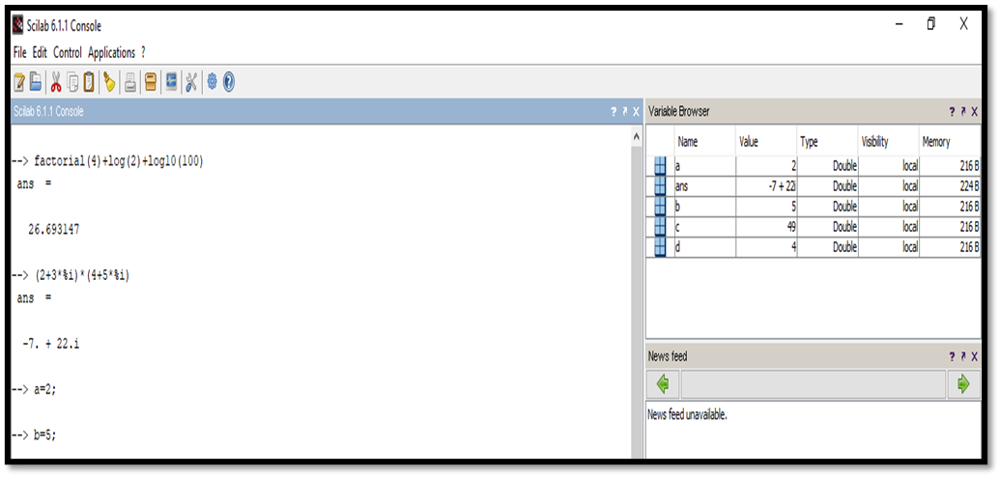 Scilab 6.1.1 Console
File Edit Control Applications ?
Scilab 6.1.1 Console
--> factorial(4)+log(2)+log10(100)
ans =
26.693147
--> (2+3*%i)*(4+5*%i)
ans =
-7. + 22.i
--> a=2;
--> b=5;
Variable Browser
Name Value Type Visibility Memory
a 2 Double local 216 B
ans -7 + 22i Double local 224 B
b 5 Double local 216 B
c 49 Double local 216 B
d 4 Double local 216 B
News feed
News feed unavailable.